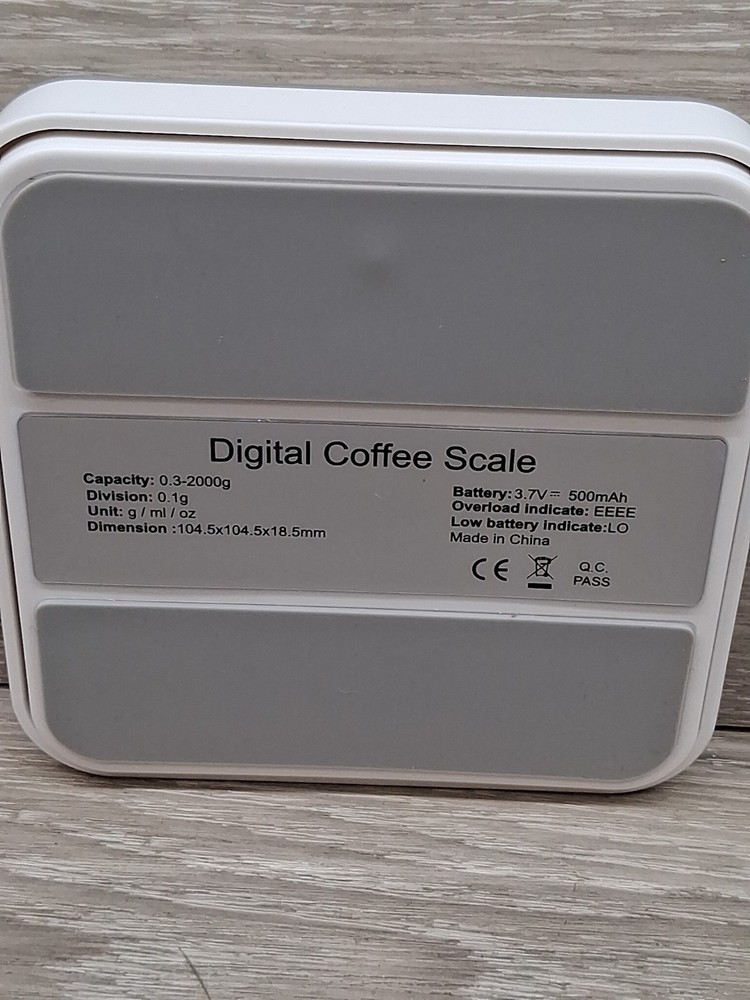 Digital Coffee Scale
Capacity: 0.3-2000g
Division: 0.1g
Unit: g / ml / oz
Dimension :104.5x104.5x18.5mm
Battery: 3.7V⎓ 500mAh
Overload indicate: EEEE
Low battery indicate:LO
Made in China
CE
Q.C.
PASS